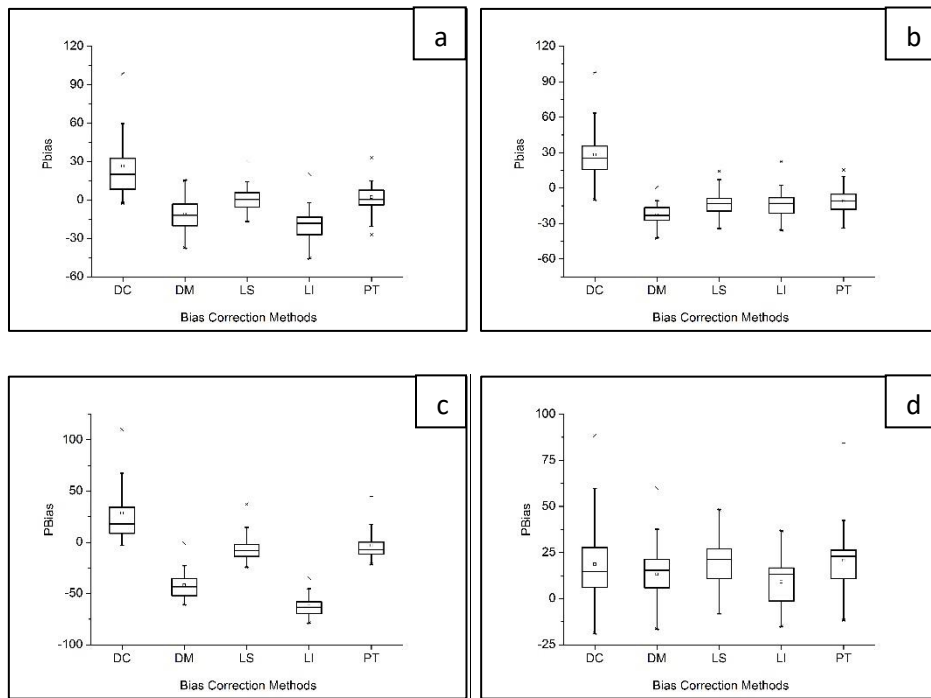 a
120
90
60
30
0
-30
-60
Pbias
DC DM LS LI PT
Bias Correction Methods
b
120
90
60
30
0
-30
-60
Pbias
DC DM LS LI PT
Bias Correction Methods
c
100
50
0
-50
-100
PBias
DC DM LS LI PT
Bias Correction Methods
d
100
75
50
25
0
-25
PBias
DC DM LS LI PT
Bias Correction Methods